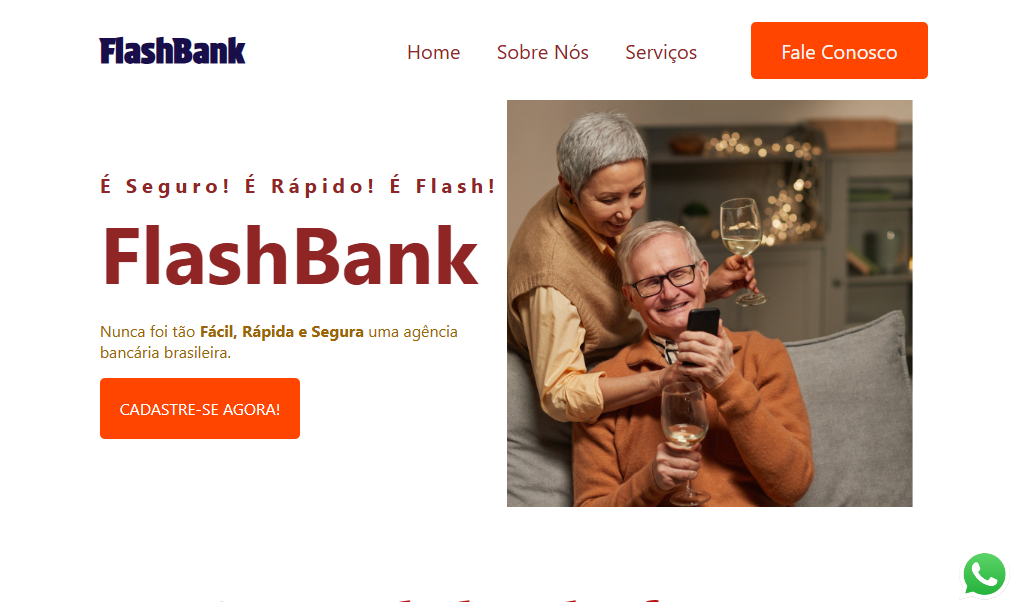 FlashBank
Home
Sobre Nós
Serviços
Fale Conosco
É Seguro! É Rápido! É Flash!
FlashBank
Nunca foi tão Fácil, Rápida e Segura uma agência
bancária brasileira.
CADASTRE-SE AGORA!